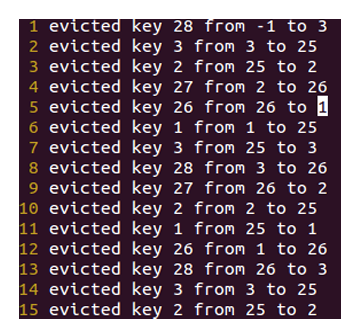 1 evicted key 28 from -1 to 3
2 evicted key 3 from 3 to 25
3 evicted key 2 from 25 to 2
4 evicted key 27 from 2 to 26
5 evicted key 26 from 26 to 1
6 evicted key 1 from 1 to 25
7 evicted key 3 from 25 to 3
8 evicted key 28 from 3 to 26
9 evicted key 27 from 26 to 2
10 evicted key 2 from 2 to 25
11 evicted key 1 from 25 to 1
12 evicted key 26 from 1 to 26
13 evicted key 28 from 26 to 3
14 evicted key 3 from 3 to 25
15 evicted key 2 from 25 to 2